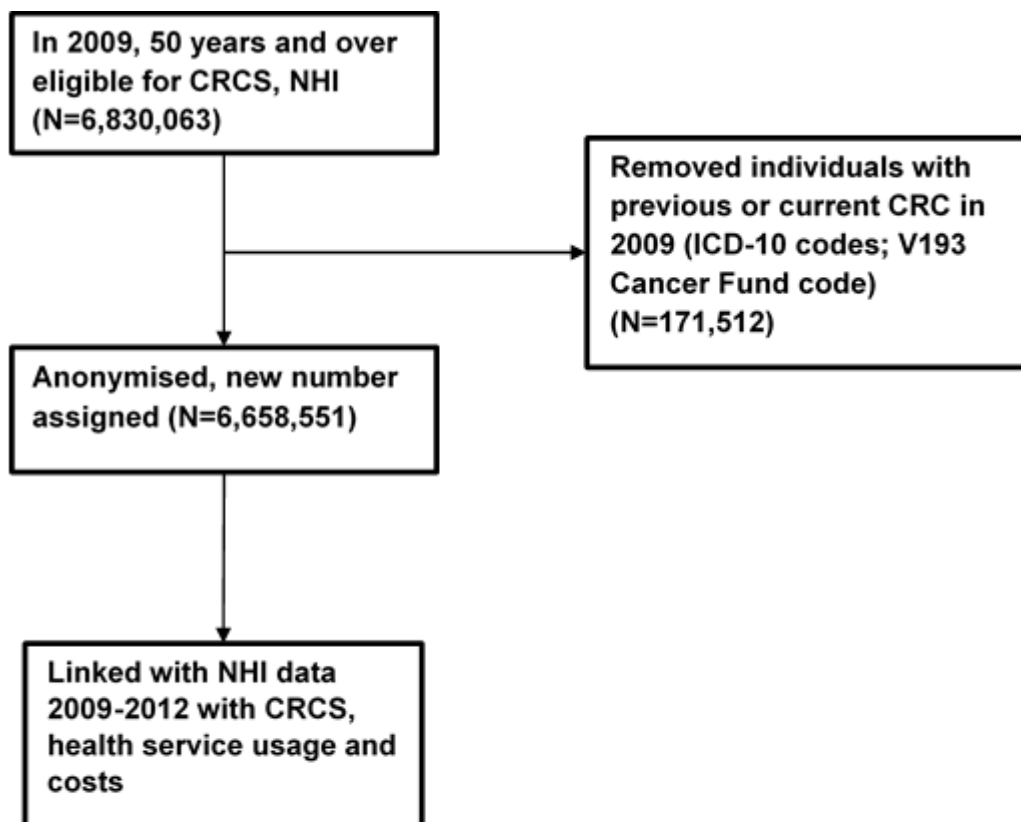 In 2009, 50 years and over
eligible for CRCS, NHI
(N=6,830,063)
Removed individuals with
previous or current CRC in
2009 (ICD-10 codes; V193
Cancer Fund code)
(N=171,512)
Anonymised, new number
assigned (N=6,658,551)
Linked with NHI data
2009-2012 with CRCS,
health service usage and
costs